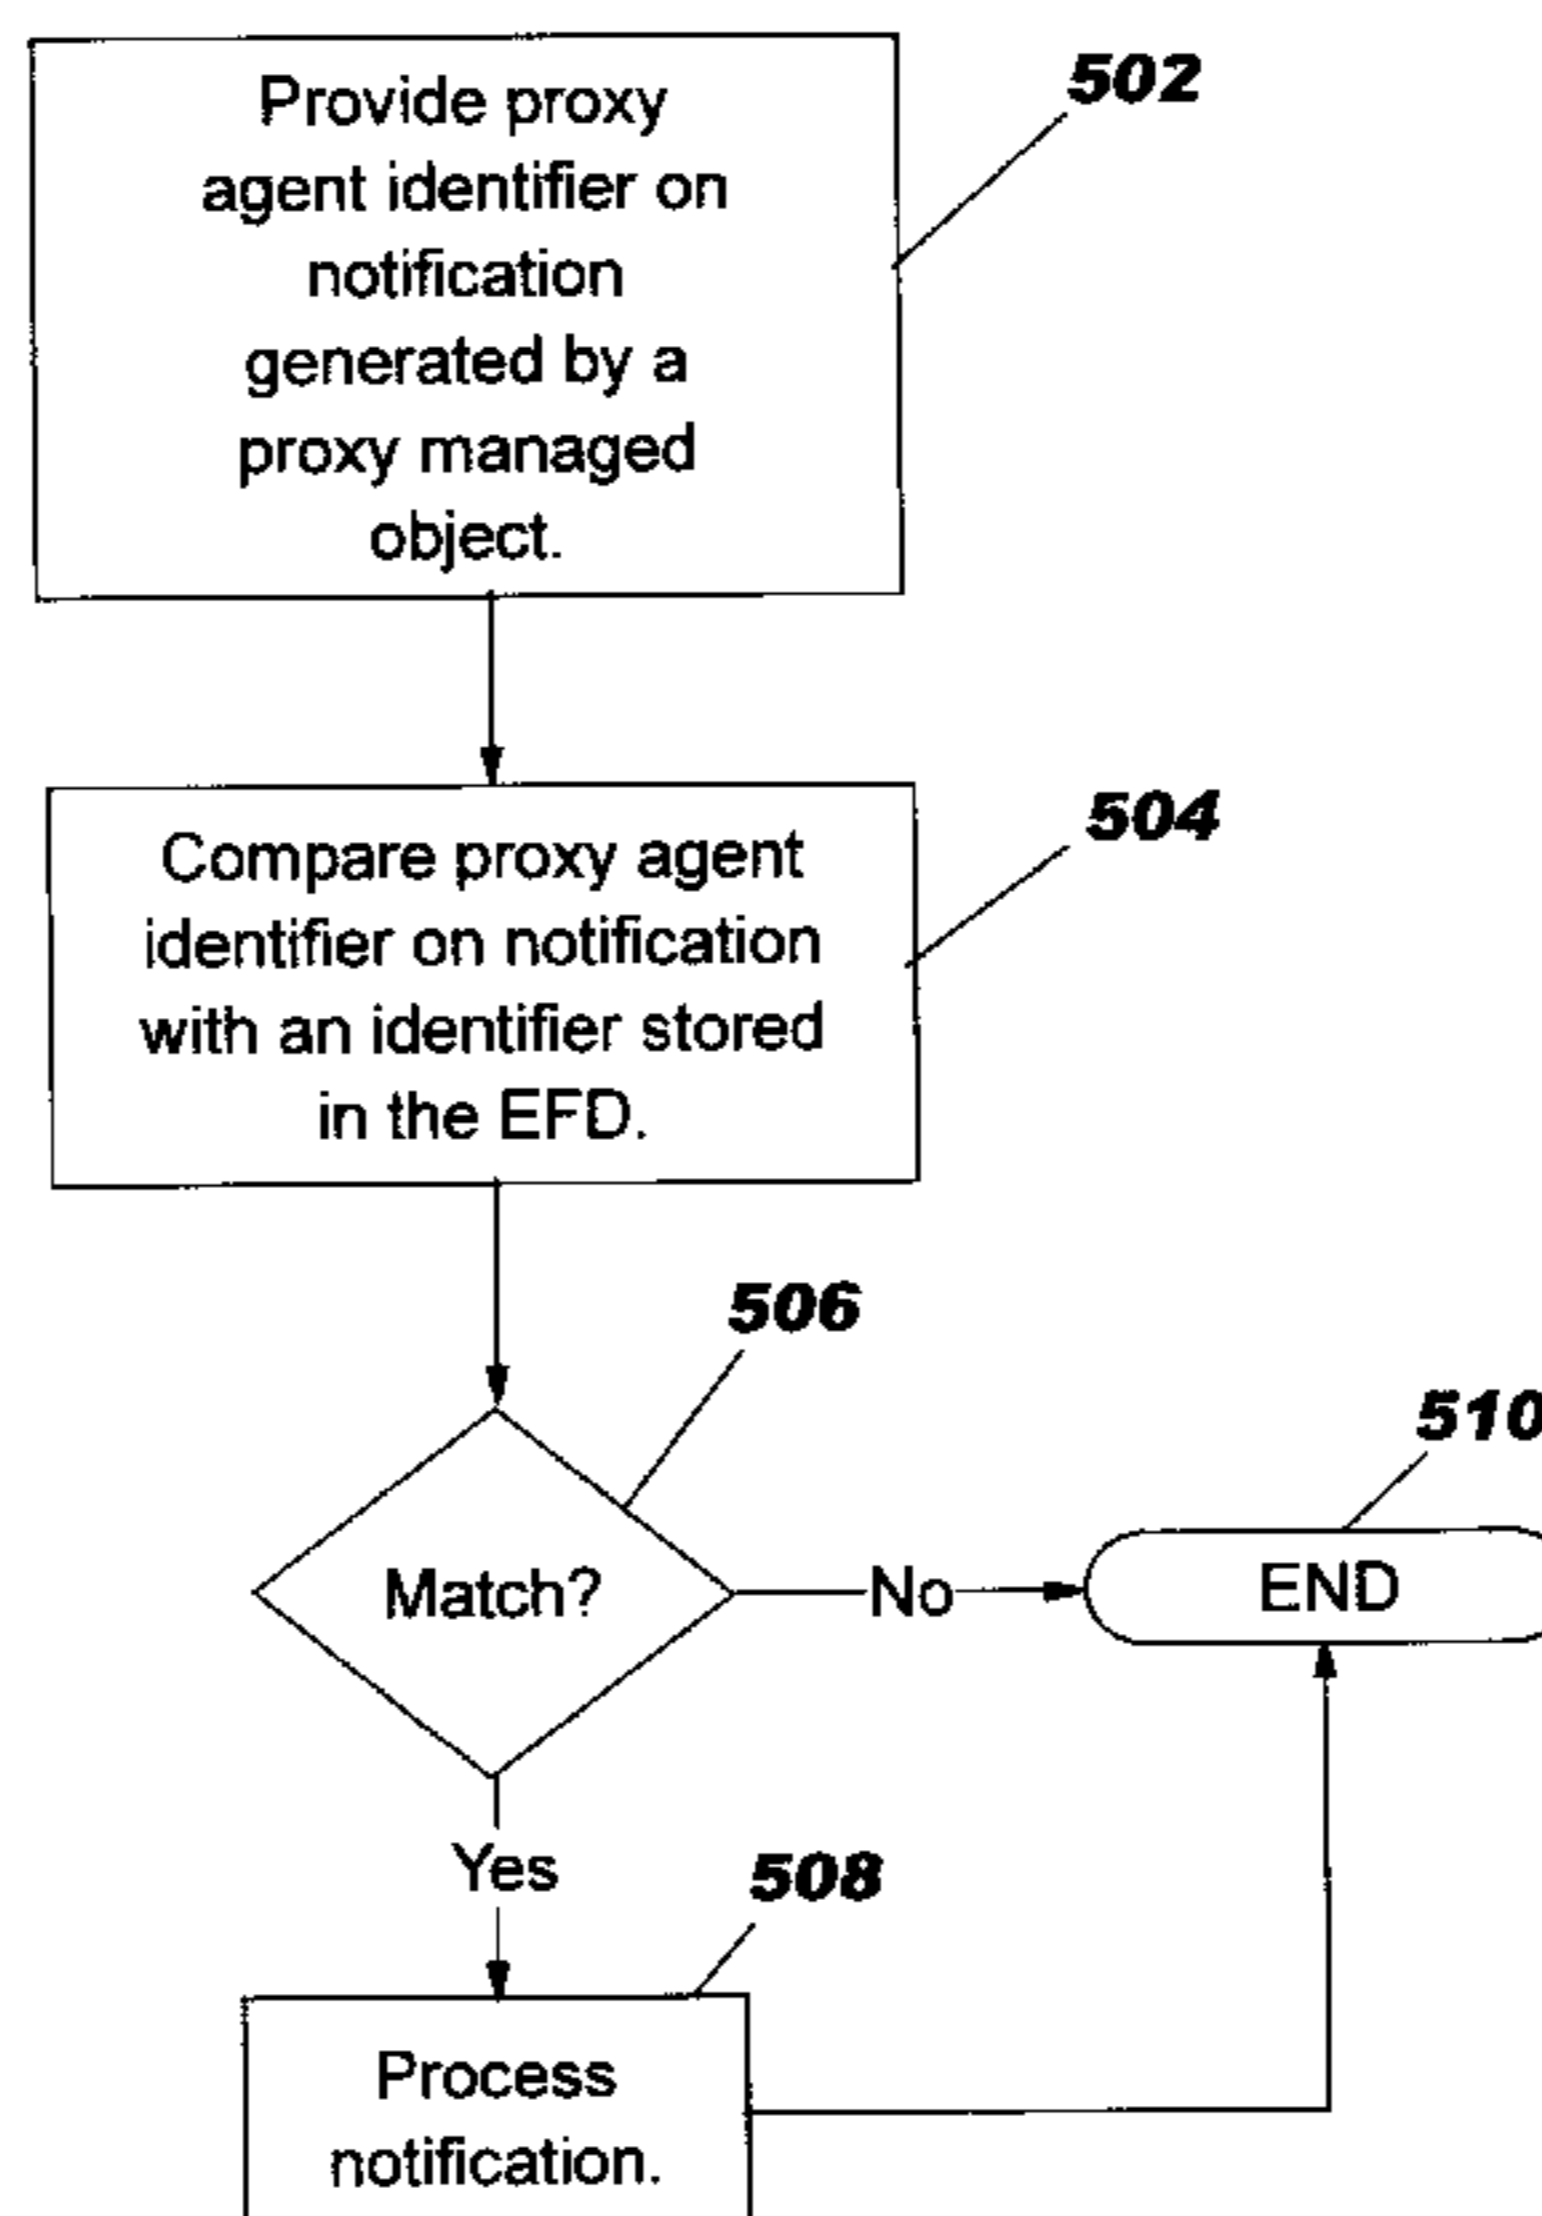 Provide proxy
agent identifier on
notification
generated by a
proxy managed
object.
502
Compare proxy agent
identifier on notification
with an identifier stored
in the EFD.
504
506
Match?
No
510
END
Yes
508
Process
notification.